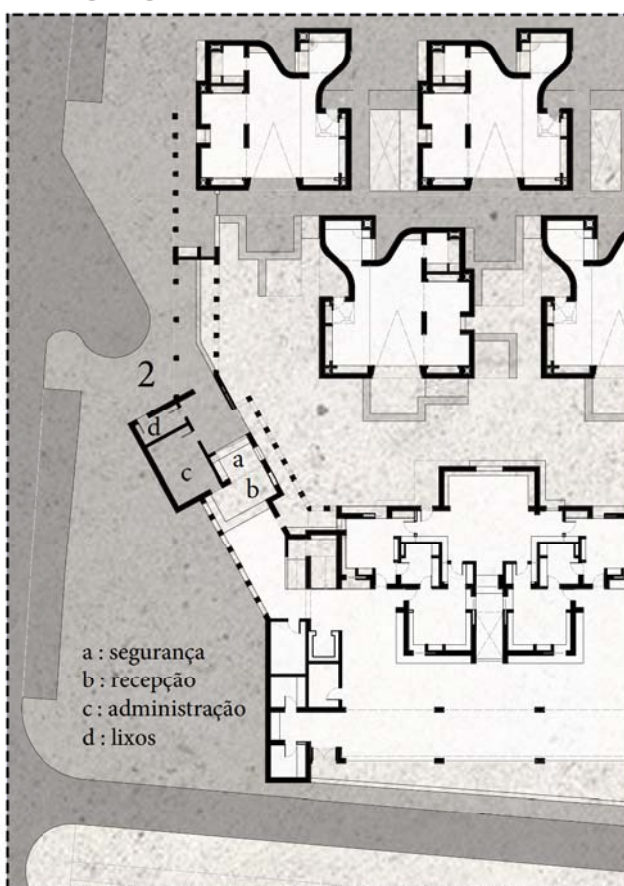 2
d
a
c
b
a : segurança
b : recepção
c : administração
d : lixos